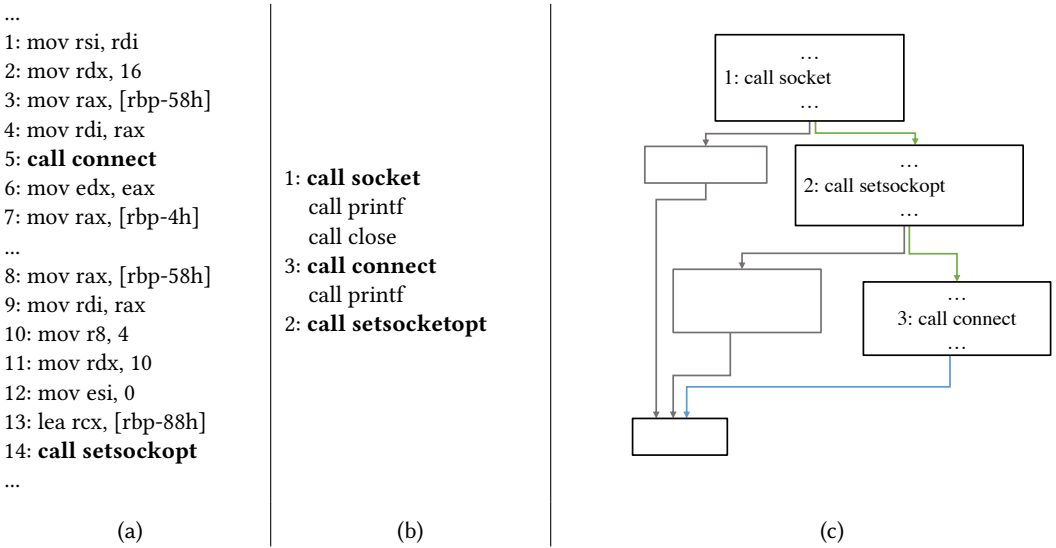 ...
1: mov rsi, rdi
2: mov rdx, 16
3: mov rax, [rbp-58h]
4: mov rdi, rax
5: call connect
6: mov edx, eax
7: mov rax, [rbp-4h]
...
8: mov rax, [rbp-58h]
9: mov rdi, rax
10: mov r8, 4
11: mov rdx, 10
12: mov esi, 0
13: lea rcx, [rbp-88h]
14: call setsockopt
...
(a)
1: call socket
call printf
call close
3: call connect
call printf
2: call setsocketopt
(b)
...
1: call socket
...
...
2: call setsockopt
...
...
3: call connect
...
(c)